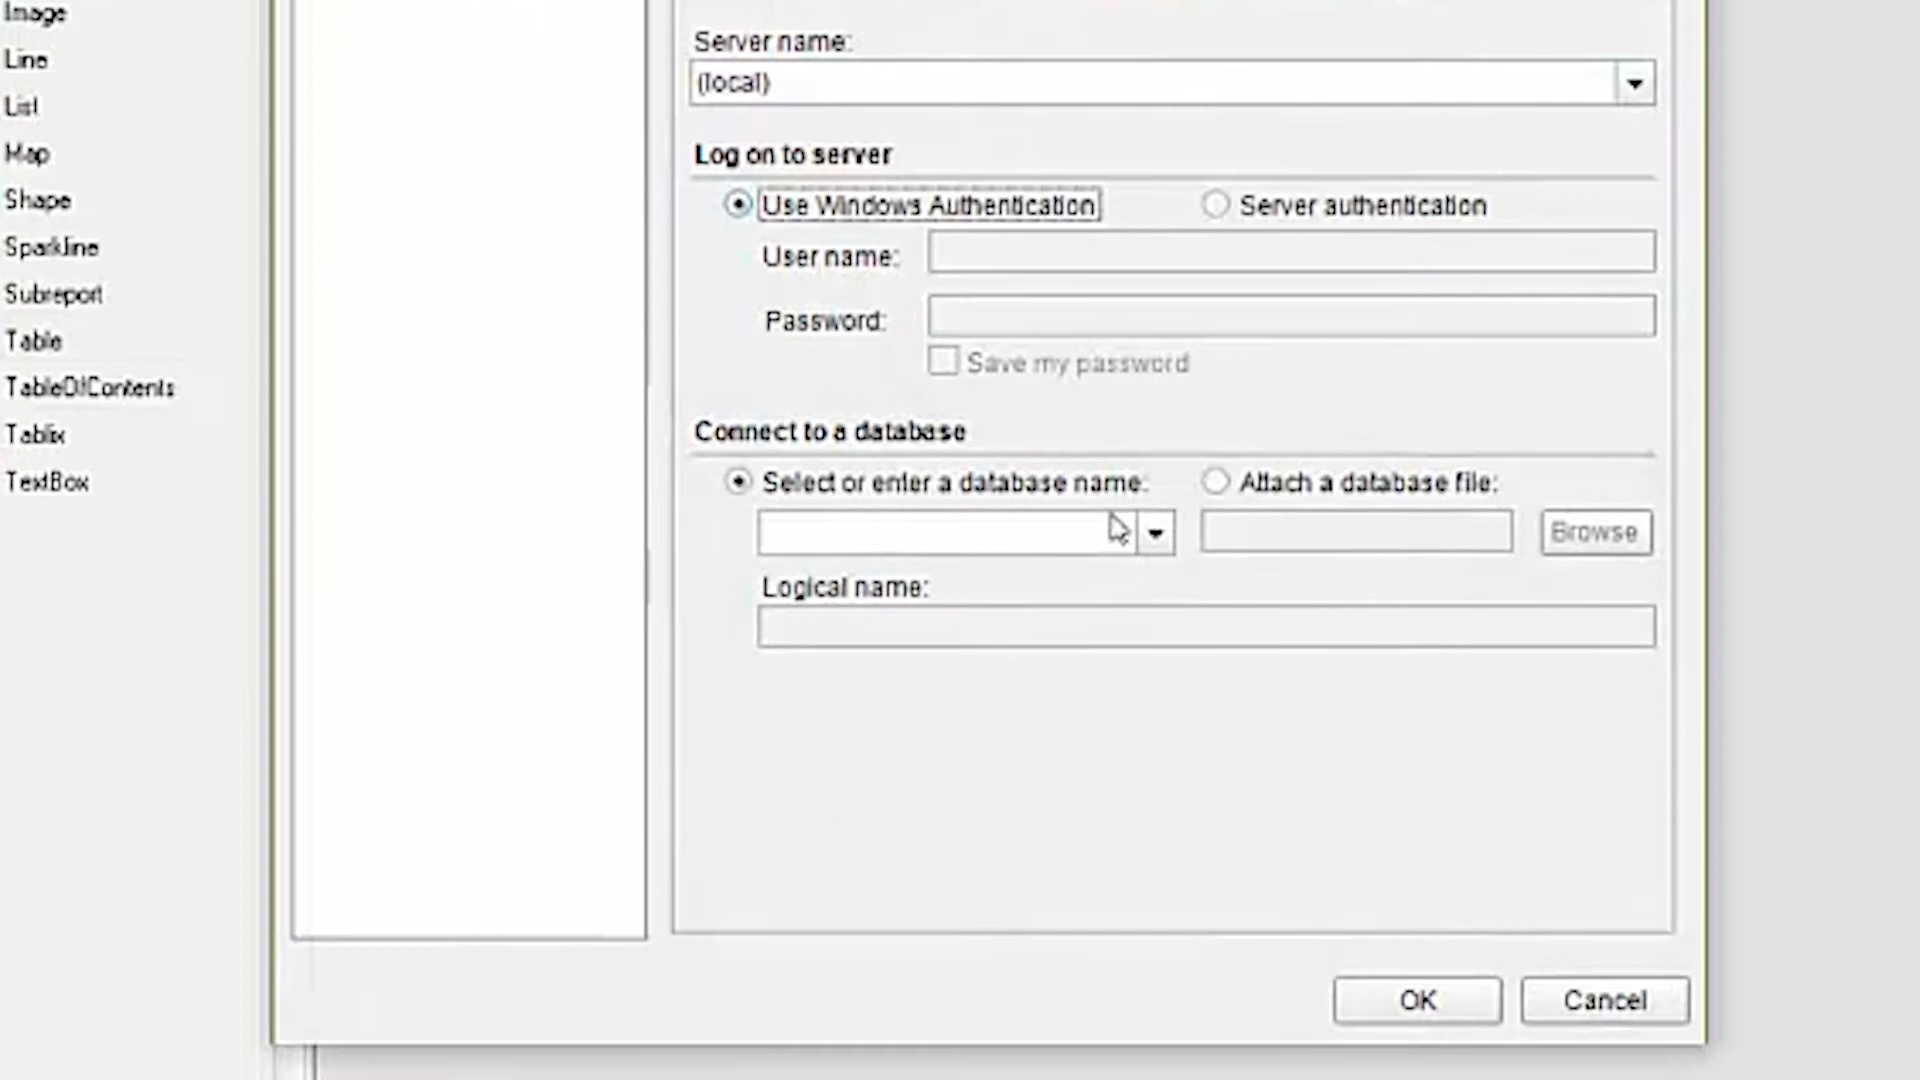 Image
Line
List
Map
Shape
Sparkline
Subreport
Table
TableOfContents
Tablix
TextBox
Server name:
(local)
Log on to server
Use Windows Authentication
Server authentication
User name:
Password:
Save my password
Connect to a database
Select or enter a database name:
Attach a database file:
Browse
Logical name:
OK
Cancel